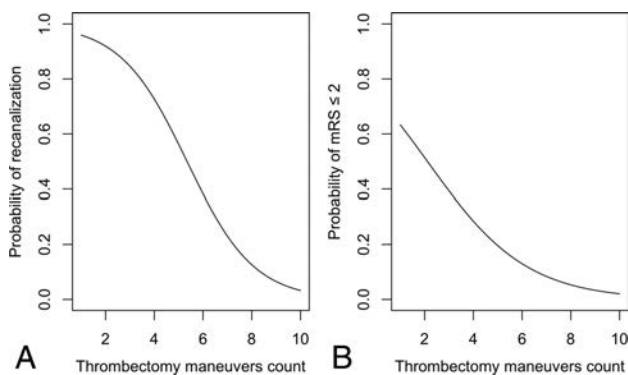 Probability of recanalization
1.0
0.8
0.6
0.4
0.2
0.0
2 4 6 8 10
A Thrombectomy maneuvers count
Probability of mRS ≤ 2
1.0
0.8
0.6
0.4
0.2
0.0
2 4 6 8 10
B Thrombectomy maneuvers count